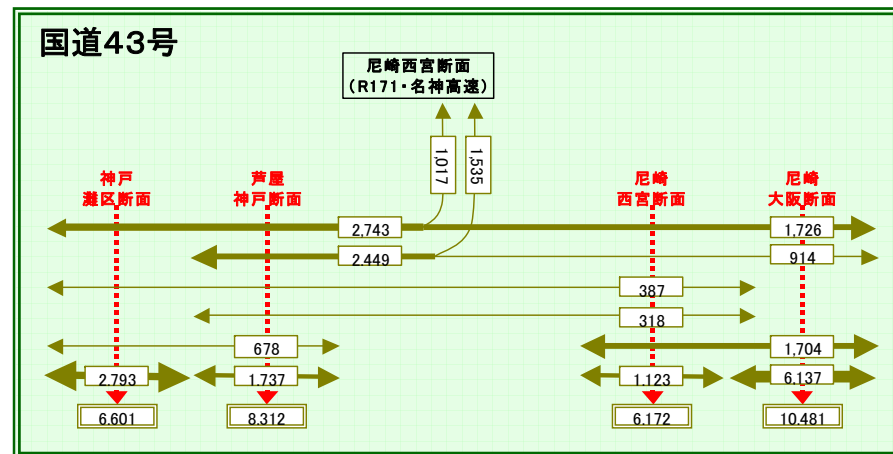 国道43号
尼崎西宮断面
（R171・名神高速）
1,017
1,535
神戸
灘区断面
芦屋
神戸断面
尼崎
西宮断面
尼崎
大阪断面
2,743
1,726
2.449
914
387
318
678
1,704
2.793
1.737
1.123
6.137
6.601
8.312
6.172
10.481